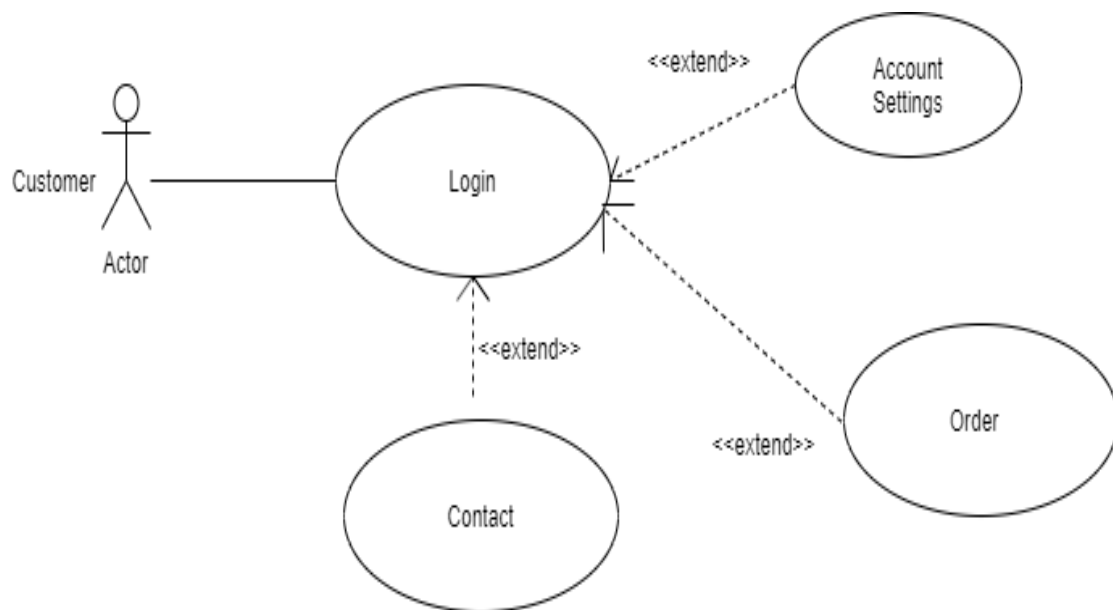 <<extend>>
Account
Settings
Customer
Login
Actor
<<extend>>
Order
<<extend>>
Contact